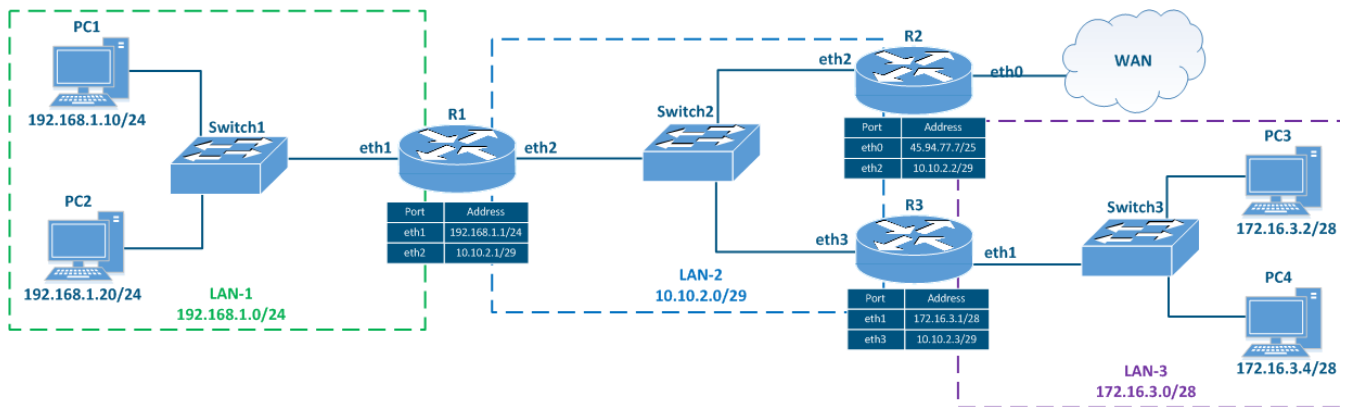 PC1
192.168.1.10/24
Switch1
PC2
192.168.1.20/24
LAN-1
192.168.1.0/24
eth1
R1
eth2
Port Address
eth1 192.168.1.1/24
eth2 10.10.2.1/29
Switch2
LAN-2
10.10.2.0/29
R2
eth2
eth0
WAN
Port Address
eth0 45.94.77.7/25
eth2 10.10.2.2/29
R3
eth3
eth1
Port Address
eth1 172.16.3.1/28
eth3 10.10.2.3/29
Switch3
PC3
172.16.3.2/28
PC4
172.16.3.4/28
LAN-3
172.16.3.0/28